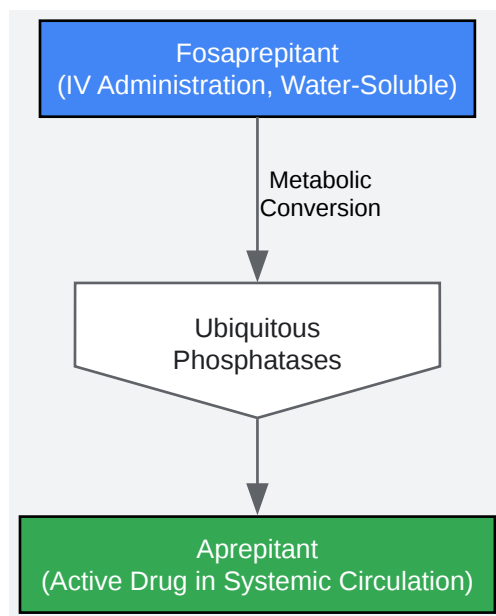 Fosaprepitant
(IV Administration, Water-Soluble)
Metabolic
Conversion
Ubiquitous
Phosphatases
Aprepitant
(Active Drug in Systemic Circulation)